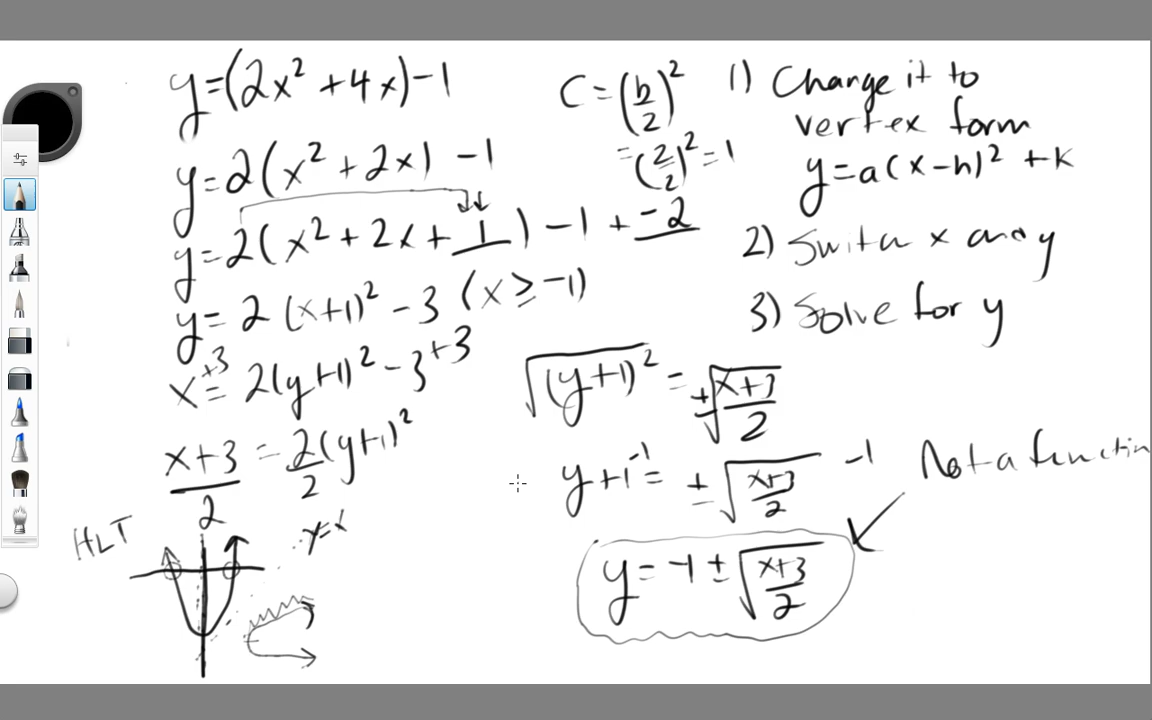 y=(2x² +4x)-1
y=2(x² +2x) -1
y=2(x²+2x+1)-1+-2
y=2(x+1)²-3 (x≥-1)
x+3=2(y+1)²-3+3
x+3/2=2/2(y+1)²
HLT
y=x
C=(b/2)²
=(2/2)²=1
1) Change it to
vertex form
y=a(x-h)²+k
2) Switch x and y
3) Solve for y
√(y+1)²=±√x+3/2
y+1-1=±√x+3/2 -1
Not a function
y=-1±√x+3/2